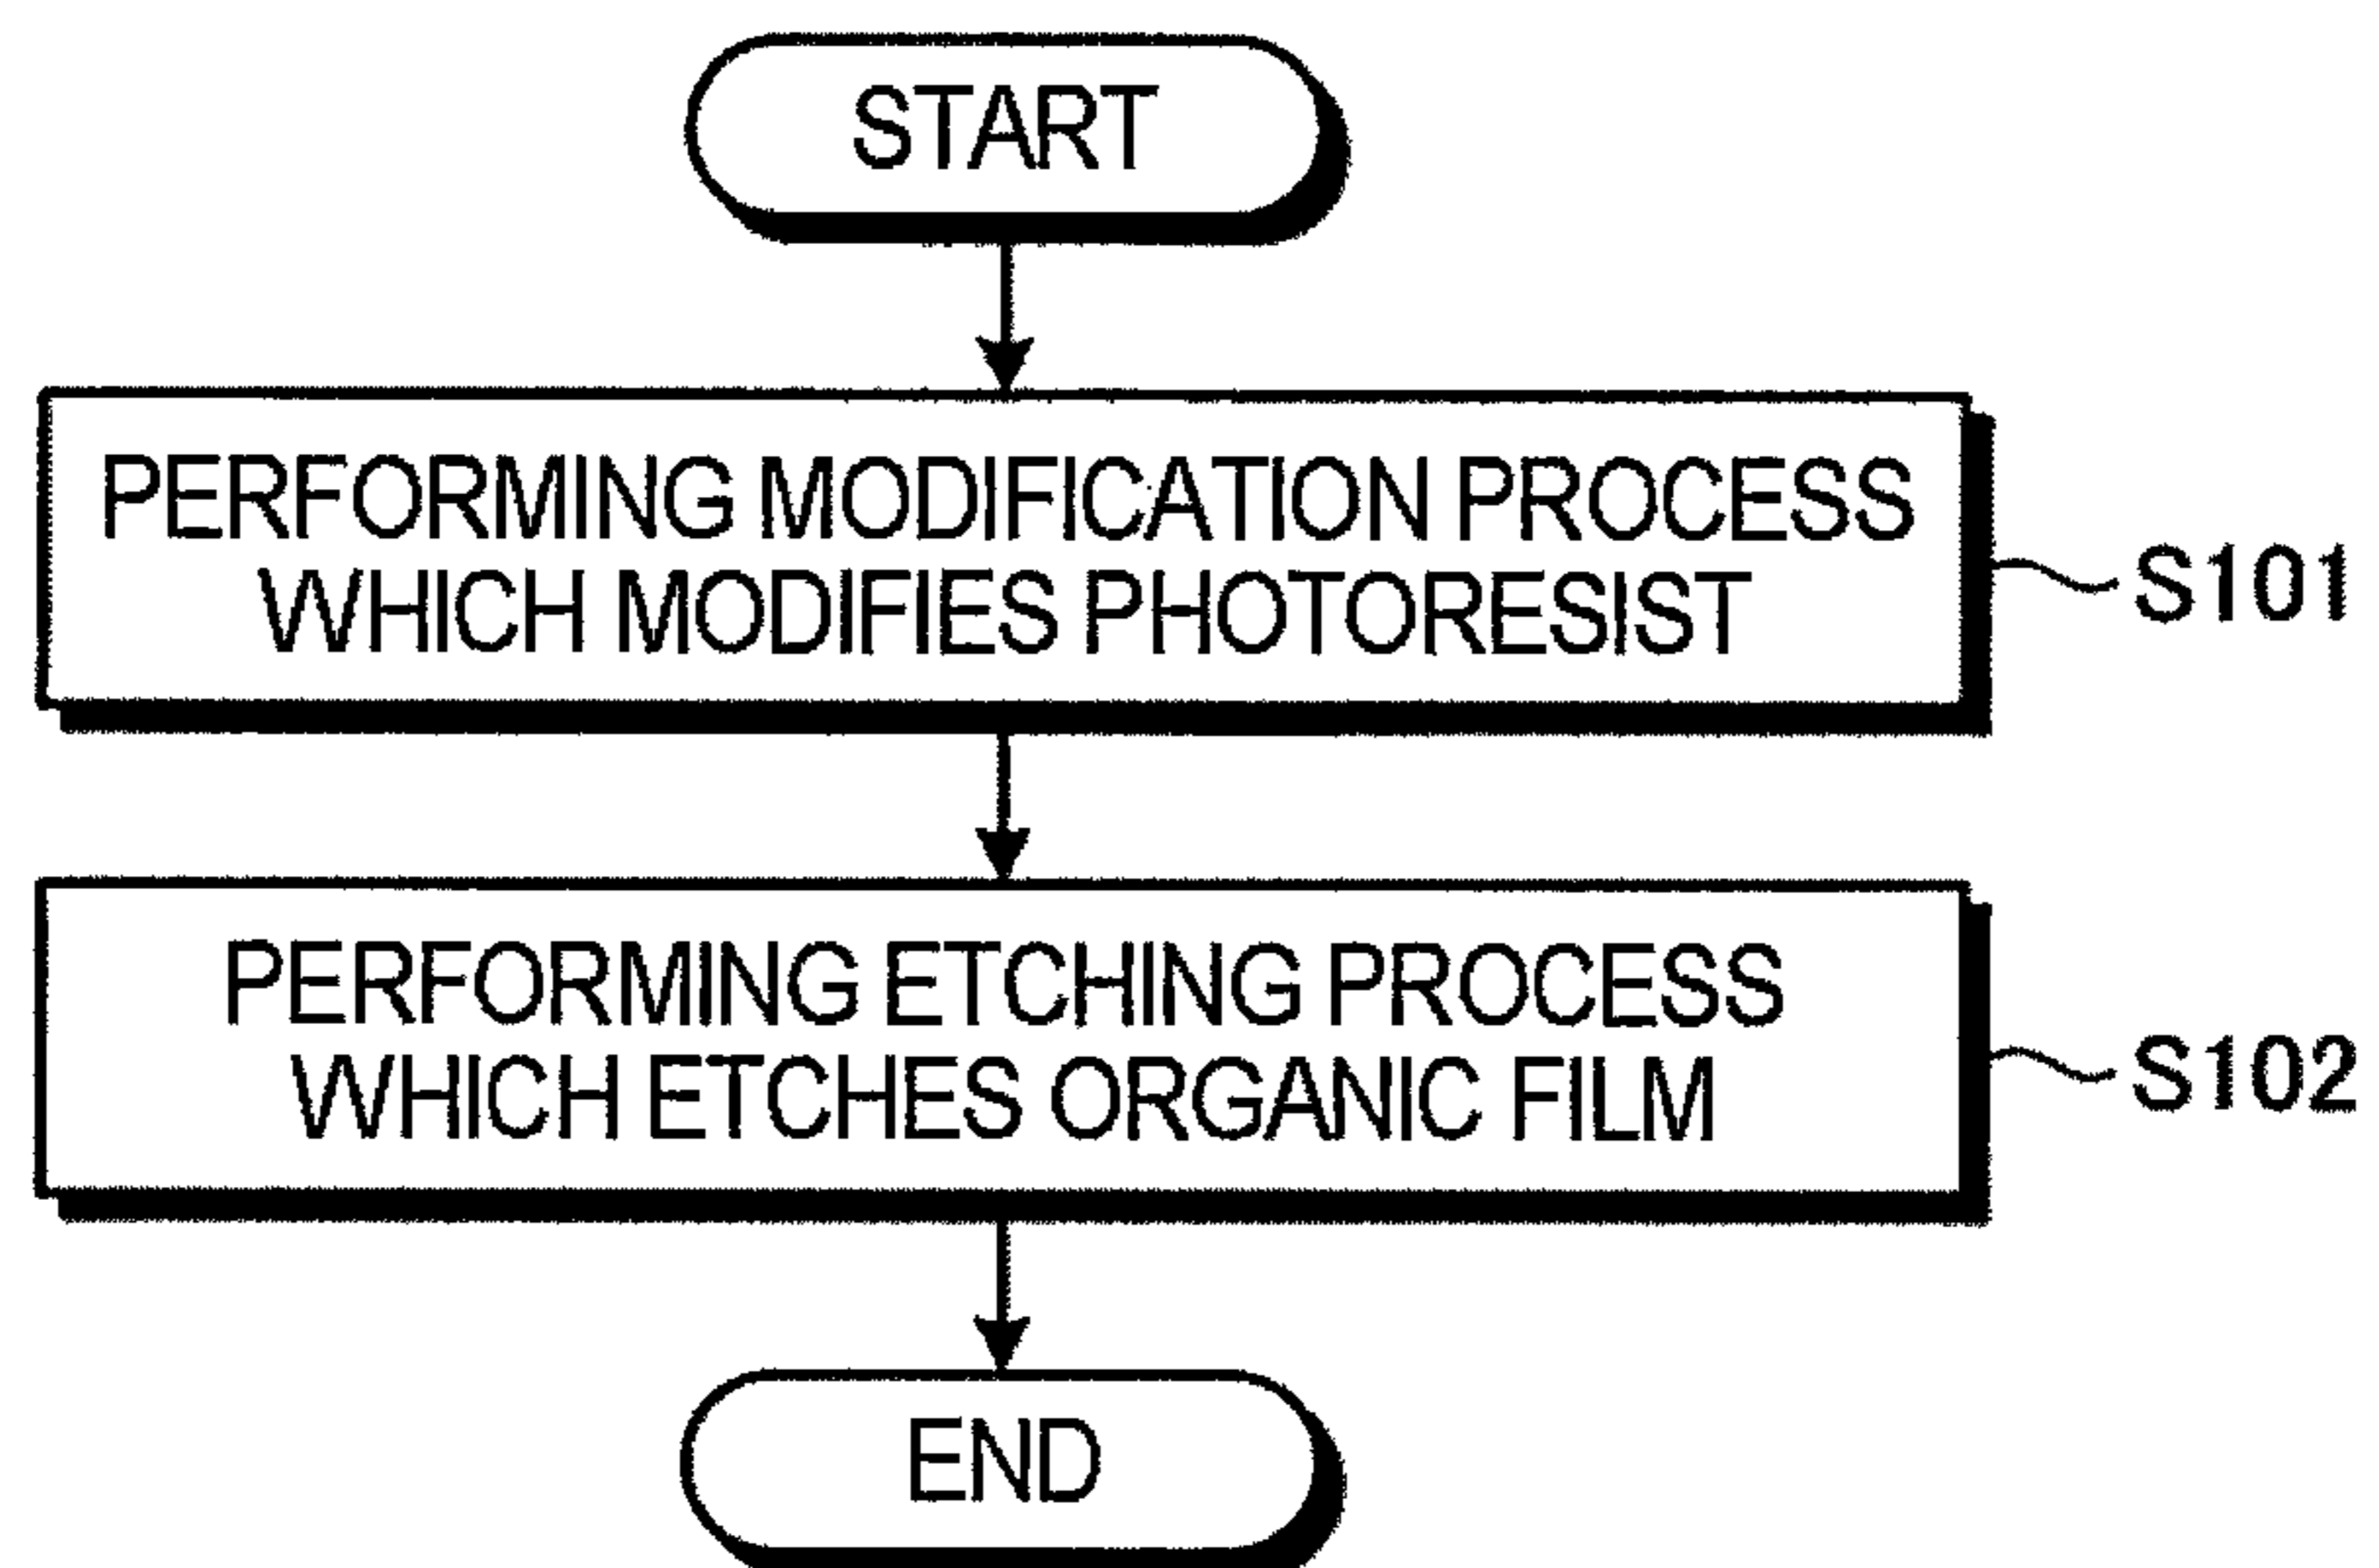 START
PERFORMING MODIFICATION PROCESS
WHICH MODIFIES PHOTORESIST
S101
PERFORMING ETCHING PROCESS
WHICH ETCHES ORGANIC FILM
S102
END